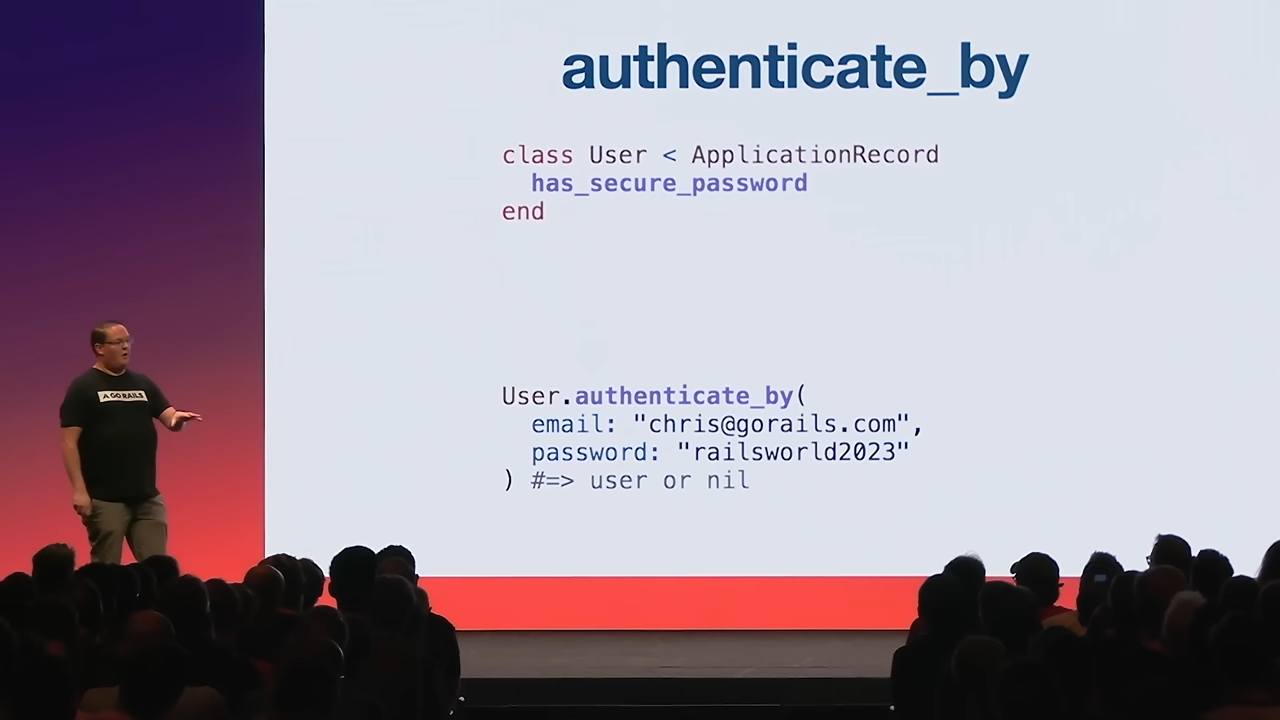 authenticate_by
class User < ApplicationRecord
  has_secure_password
end
User.authenticate_by(
  email: "chris@gorails.com",
  password: "railsworld2023"
) #=> user or nil
GO RAILS